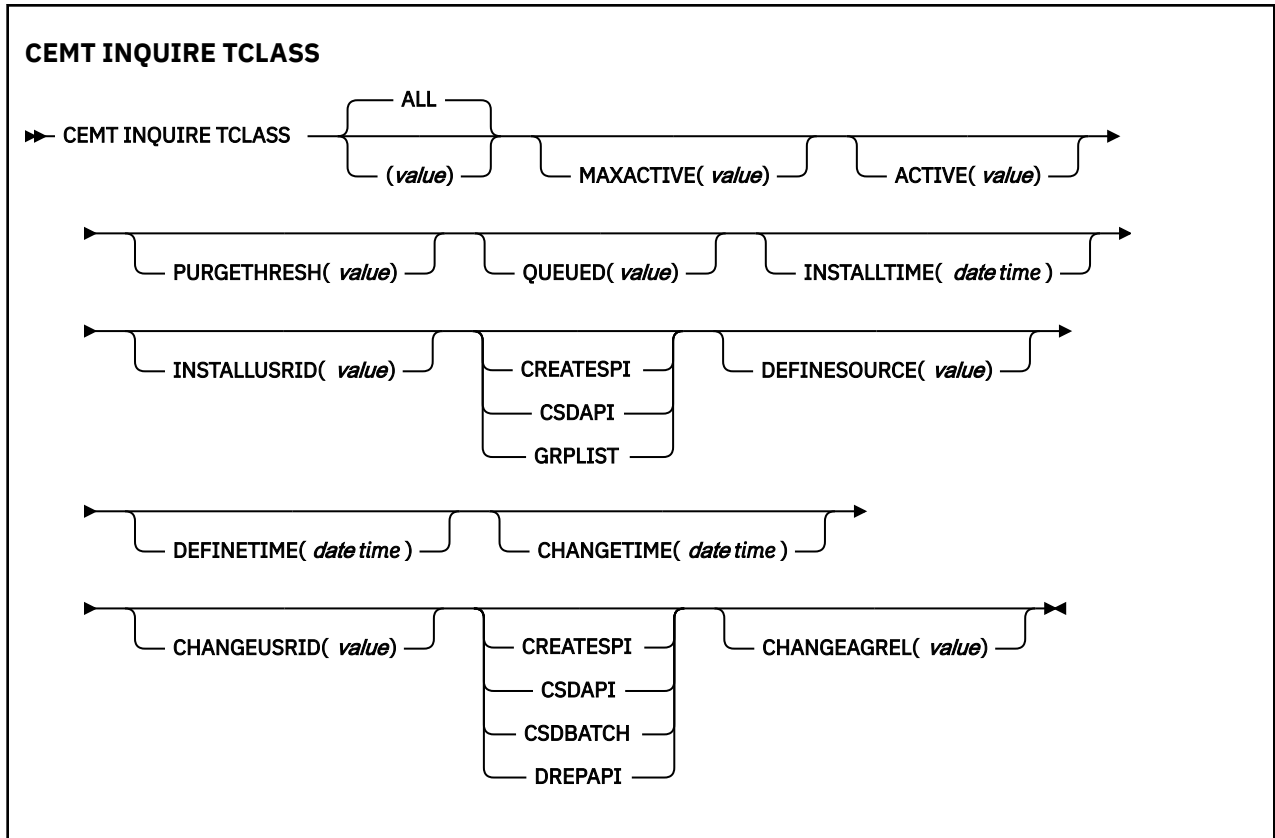 CEMT INQUIRE TCLASS
ALL
CEMT INQUIRE TCLASS
(value)
MAXACTIVE( value)
ACTIVE( value)
PURGETHRESH( value)
QUEUED( value)
INSTALLTIME( date time )
INSTALLUSRID( value)
CREATESPI
CSDAPI
GRPLIST
DEFINESOURCE( value)
DEFINETIME( date time )
CHANGETIME( date time )
CHANGEUSRID( value)
CREATESPI
CSDAPI
CSDBATCH
DREPAPI
CHANGEAGREL( value)